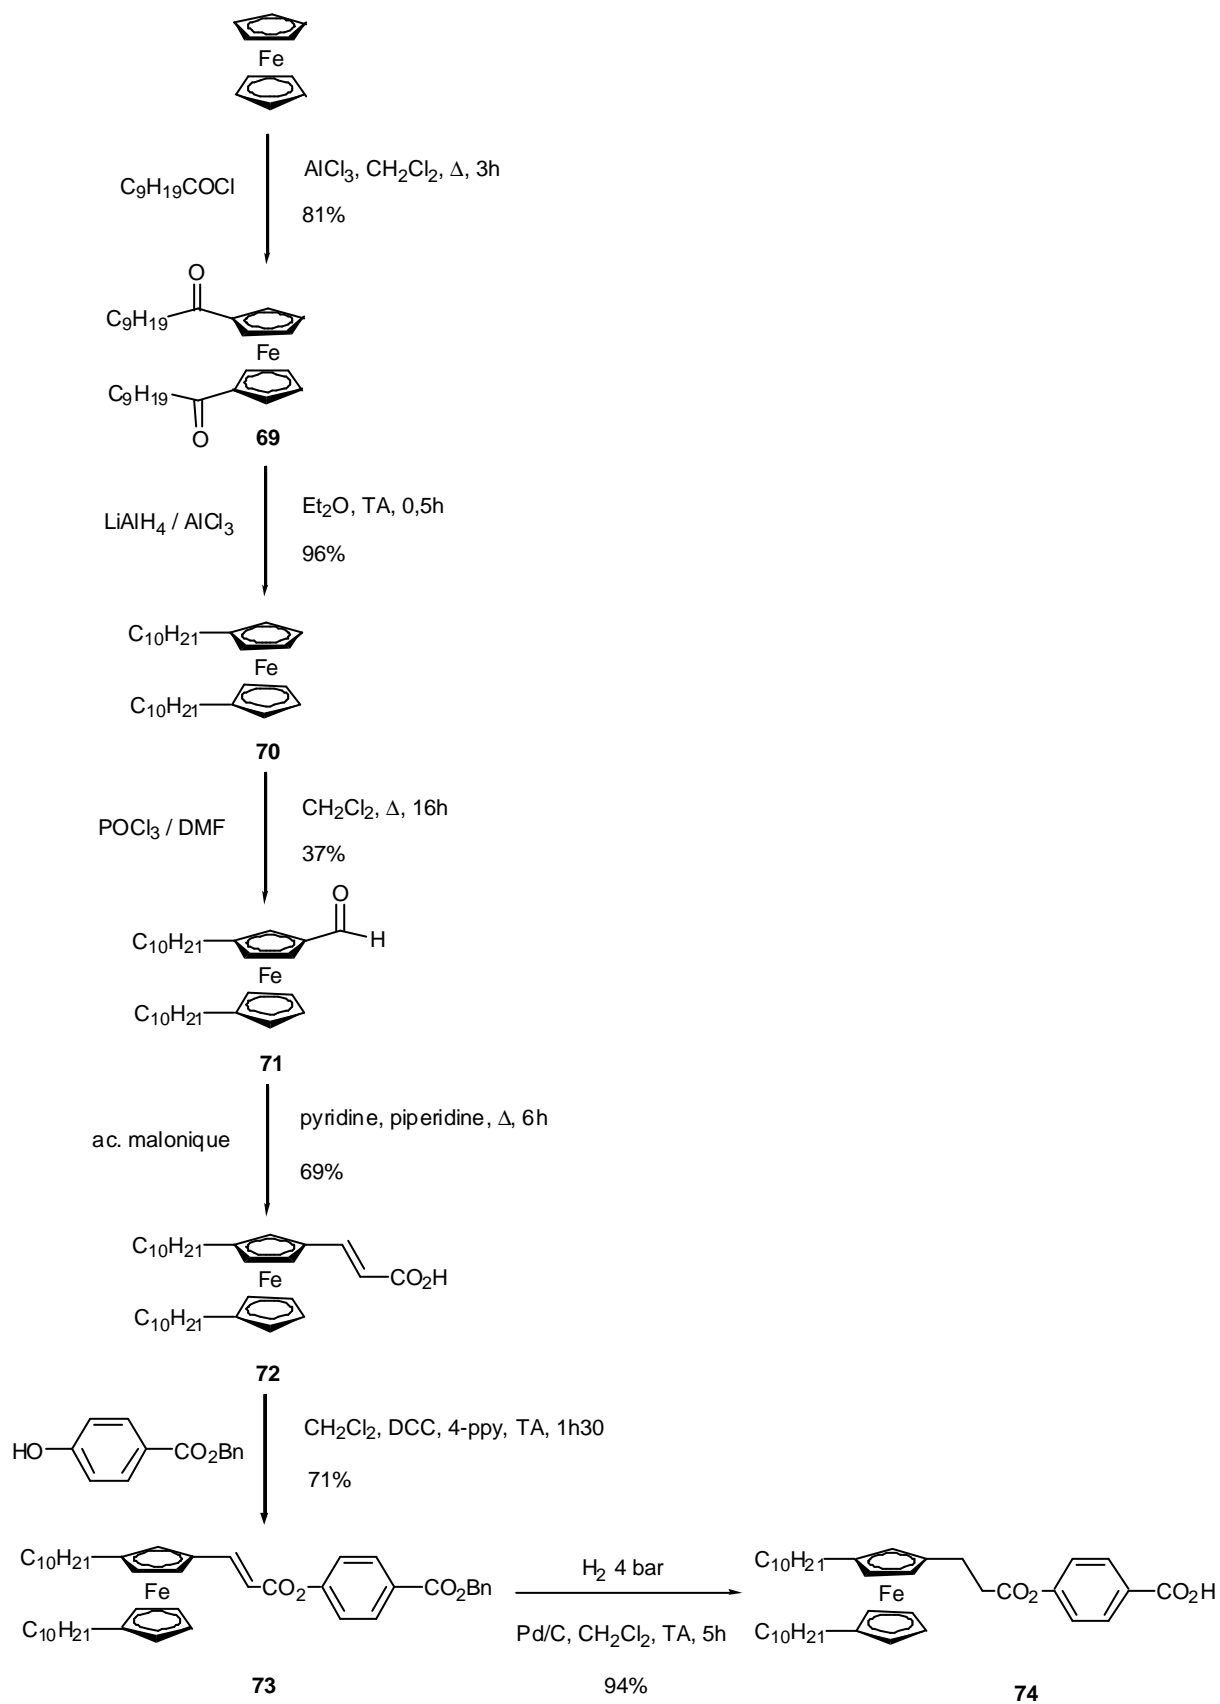 Fe
C9H19COCl
AlCl3, CH2Cl2, Δ, 3h
81%
O
C9H19
Fe
C9H19
O
69
LiAlH4 / AlCl3
Et2O, TA, 0,5h
96%
C10H21
Fe
C10H21
70
POCl3 / DMF
CH2Cl2, Δ, 16h
37%
O
C10H21
H
Fe
C10H21
71
ac. malonique
pyridine, piperidine, Δ, 6h
69%
C10H21
CO2H
Fe
C10H21
72
HO
CO2Bn
CH2Cl2, DCC, 4-ppy, TA, 1h30
71%
C10H21
CO2
CO2Bn
Fe
C10H21
73
H2 4 bar
Pd/C, CH2Cl2, TA, 5h
94%
C10H21
CO2
CO2H
Fe
C10H21
74